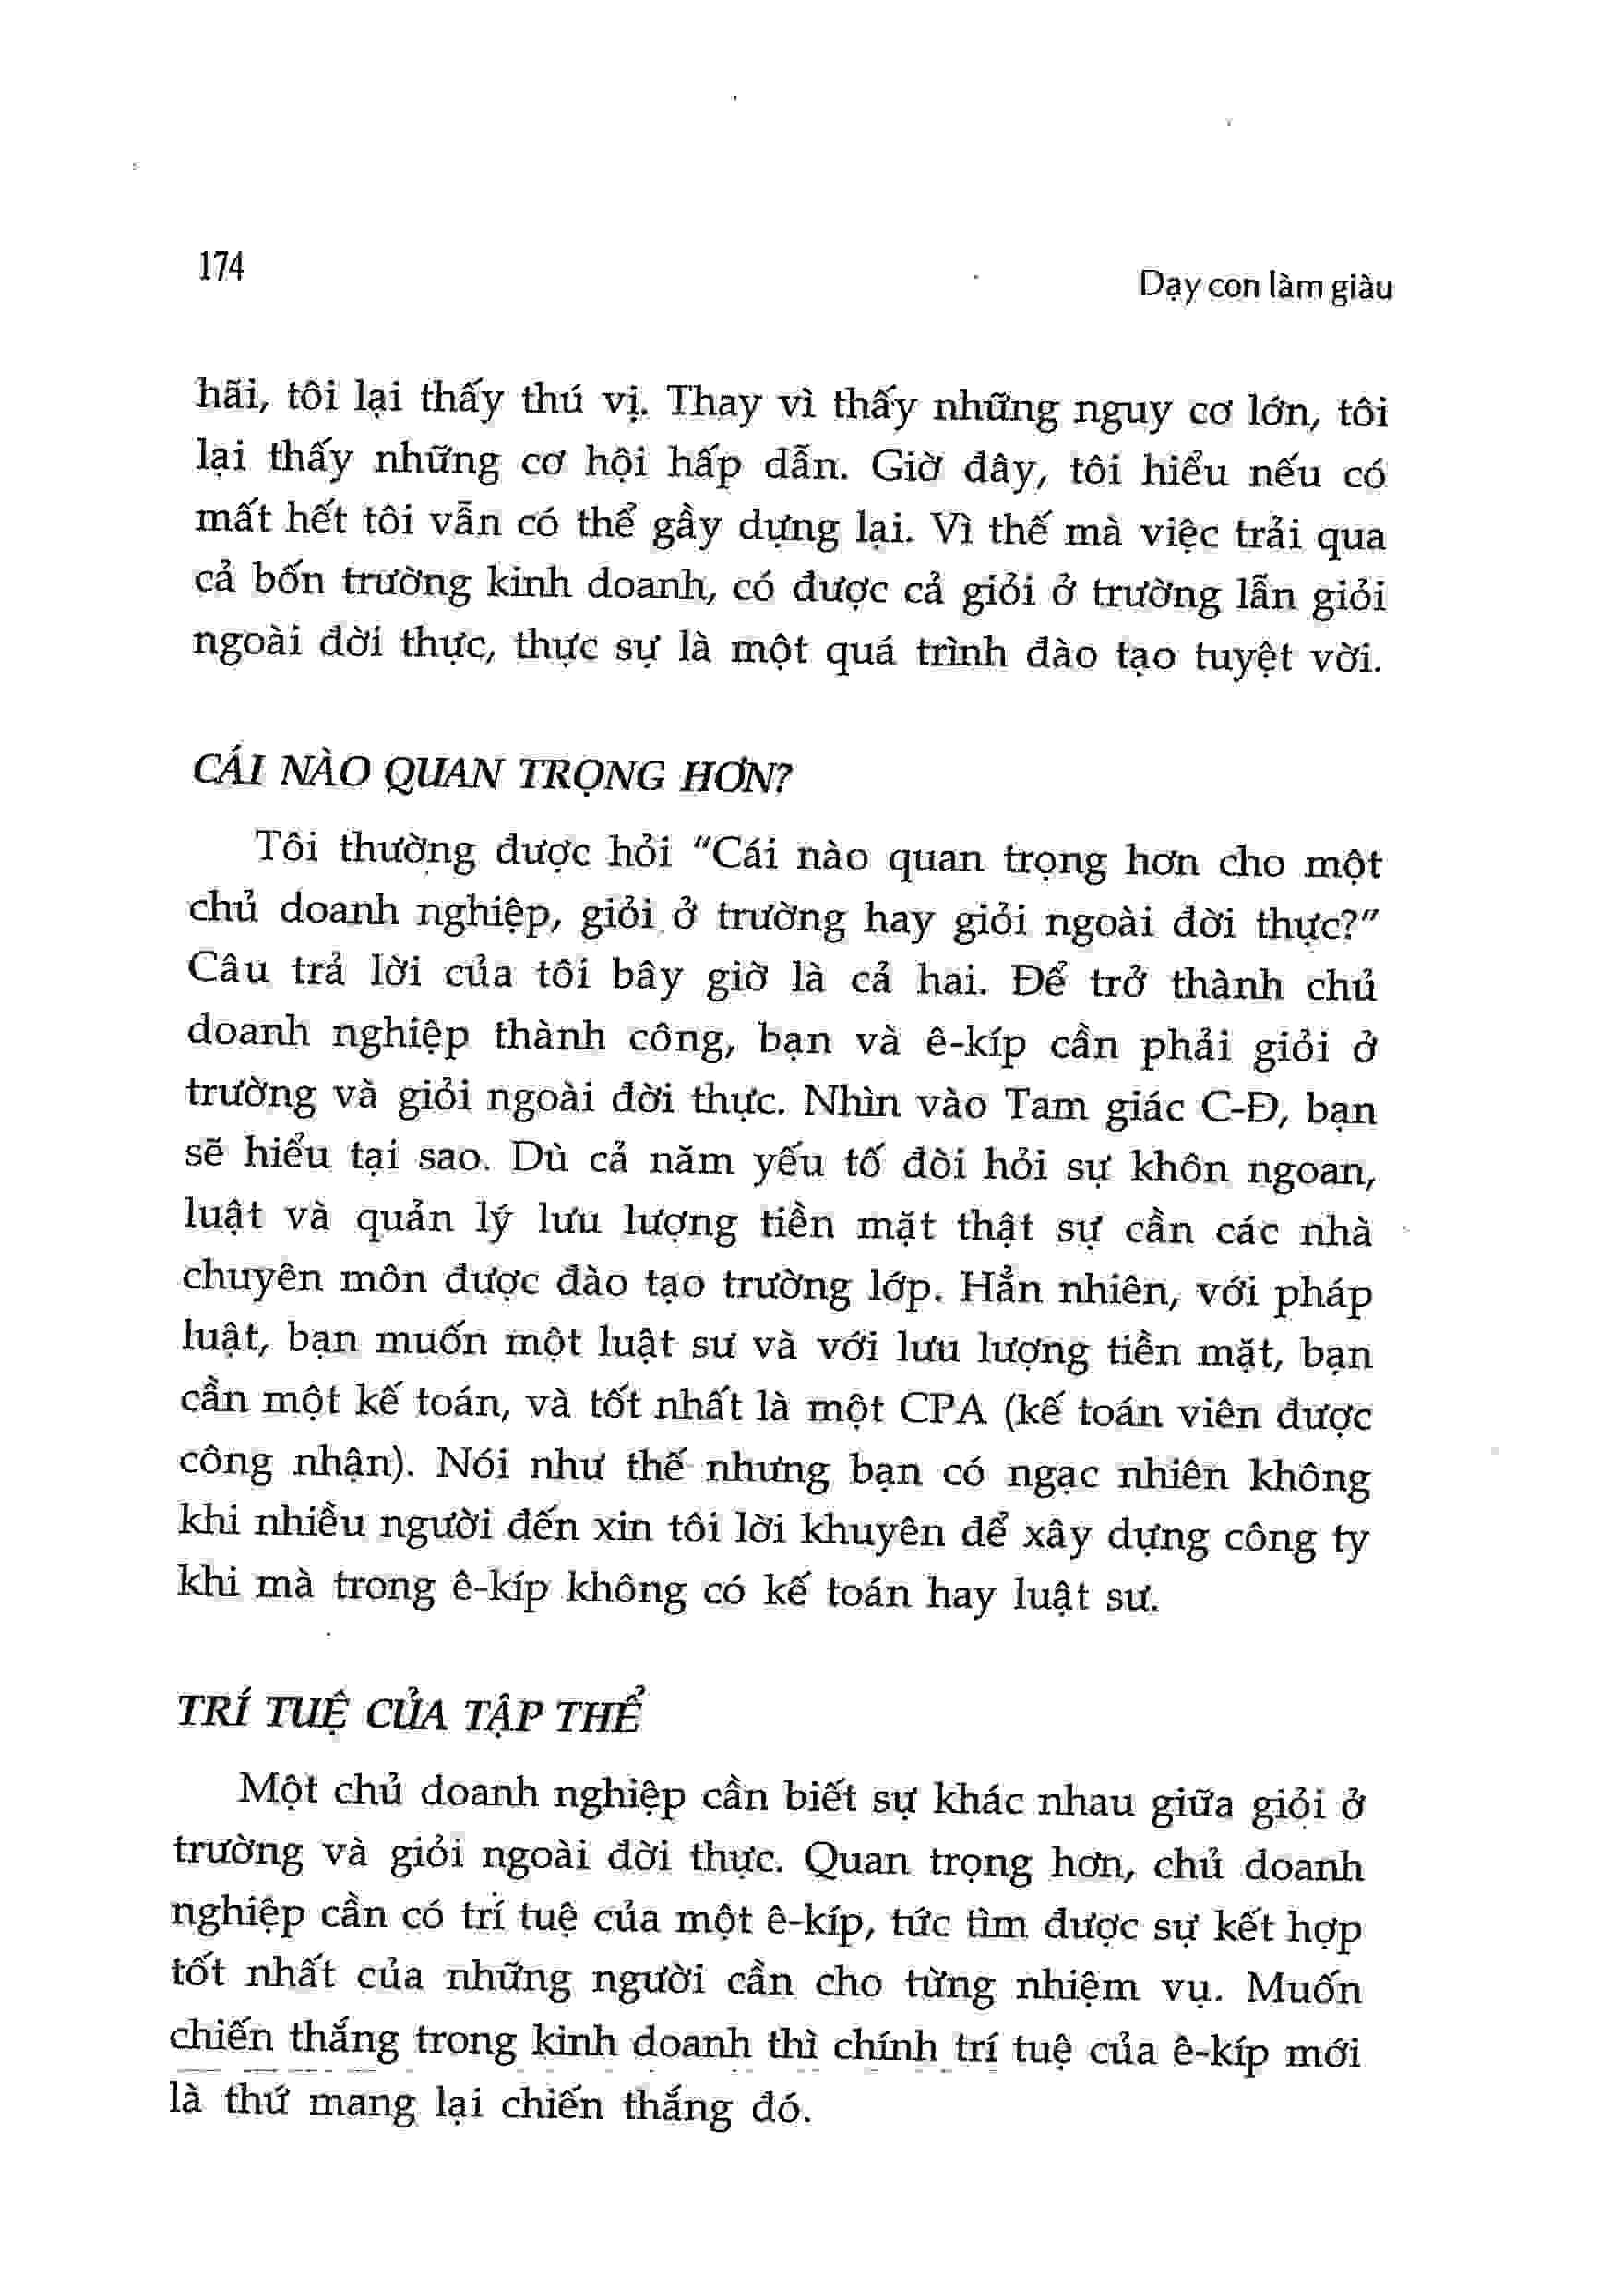 174
Dạy con làm giàu
hãi, tôi lại thấy thú vị. Thay vì thấy những nguy cơ lớn, tôi
lại thấy những cơ hội hấp dẫn. Giờ đây, tôi hiểu nếu có
mất hết tôi vẫn có thể gầy dựng lại. Vì thế mà việc trải qua
cả bốn trường kinh doanh, có được cả giỏi ở trường lẫn giỏi
ngoài đời thực, thực sự là một quá trình đào tạo tuyệt vời.
CÁI NÀO QUAN TRỌNG HƠN?
Tôi thường được hỏi "Cái nào quan trọng hơn cho một
chủ doanh nghiệp, giỏi ở trường hay giỏi ngoài đời thực?"
Câu trả lời của tôi bây giờ là cả hai. Để trở thành chủ
doanh nghiệp thành công, bạn và ê-kíp cần phải giỏi ở
trường và giỏi ngoài đời thực. Nhìn vào Tam giác C-Đ, bạn
sẽ hiểu tại sao. Dù cả năm yếu tố đòi hỏi sự khôn ngoan,
luật và quản lý lưu lượng tiền mặt thật sự cần các nhà
chuyên môn được đào tạo trường lớp. Hẳn nhiên, với pháp
luật, bạn muốn một luật sư và với lưu lượng tiền mặt, bạn
cần một kế toán, và tốt nhất là một CPA (kế toán viên được
công nhận). Nói như thế nhưng bạn có ngạc nhiên không
khi nhiều người đến xin tôi lời khuyên để xây dựng công ty
khi mà trong ê-kíp không có kế toán hay luật sư.
TRÍ TUỆ CỦA TẬP THỂ
Một chủ doanh nghiệp cần biết sự khác nhau giữa giỏi ở
trường và giỏi ngoài đời thực. Quan trọng hơn, chủ doanh
nghiệp cần có trí tuệ của một ê-kíp, tức tìm được sự kết hợp
tốt nhất của những người cần cho từng nhiệm vụ. Muốn
chiến thắng trong kinh doanh thì chính trí tuệ của ê-kíp mới
là thứ mang lại chiến thắng đó.